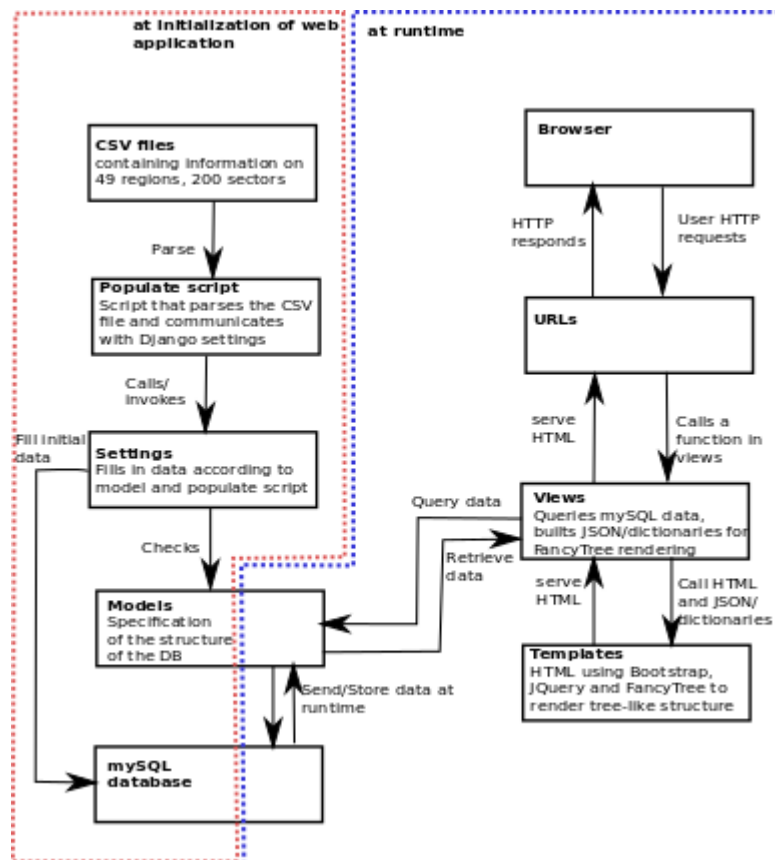 at initialization of web
application
at runtime
CSV files
containing information on
49 regions, 200 sectors
Parse
Populate script
Script that parses the CSV
file and communicates
with Django settings
Calls/
invokes
Fill initial
data
Settings
Fills in data according to
model and populate script
Checks
Models
Specification
of the structure
of the DB
Send/Store data at
runtime
mySQL
database
Query data
Retrieve
data
Browser
HTTP
responds
User HTTP
requests
URLs
serve
HTML
Calls a
function in
views
Views
Queries mySQL data,
builts JSON/dictionaries for
FancyTree rendering
serve
HTML
Call HTML
and JSON/
dictionaries
Templates
HTML using Bootstrap,
JQuery and FancyTree to
render tree-like structure